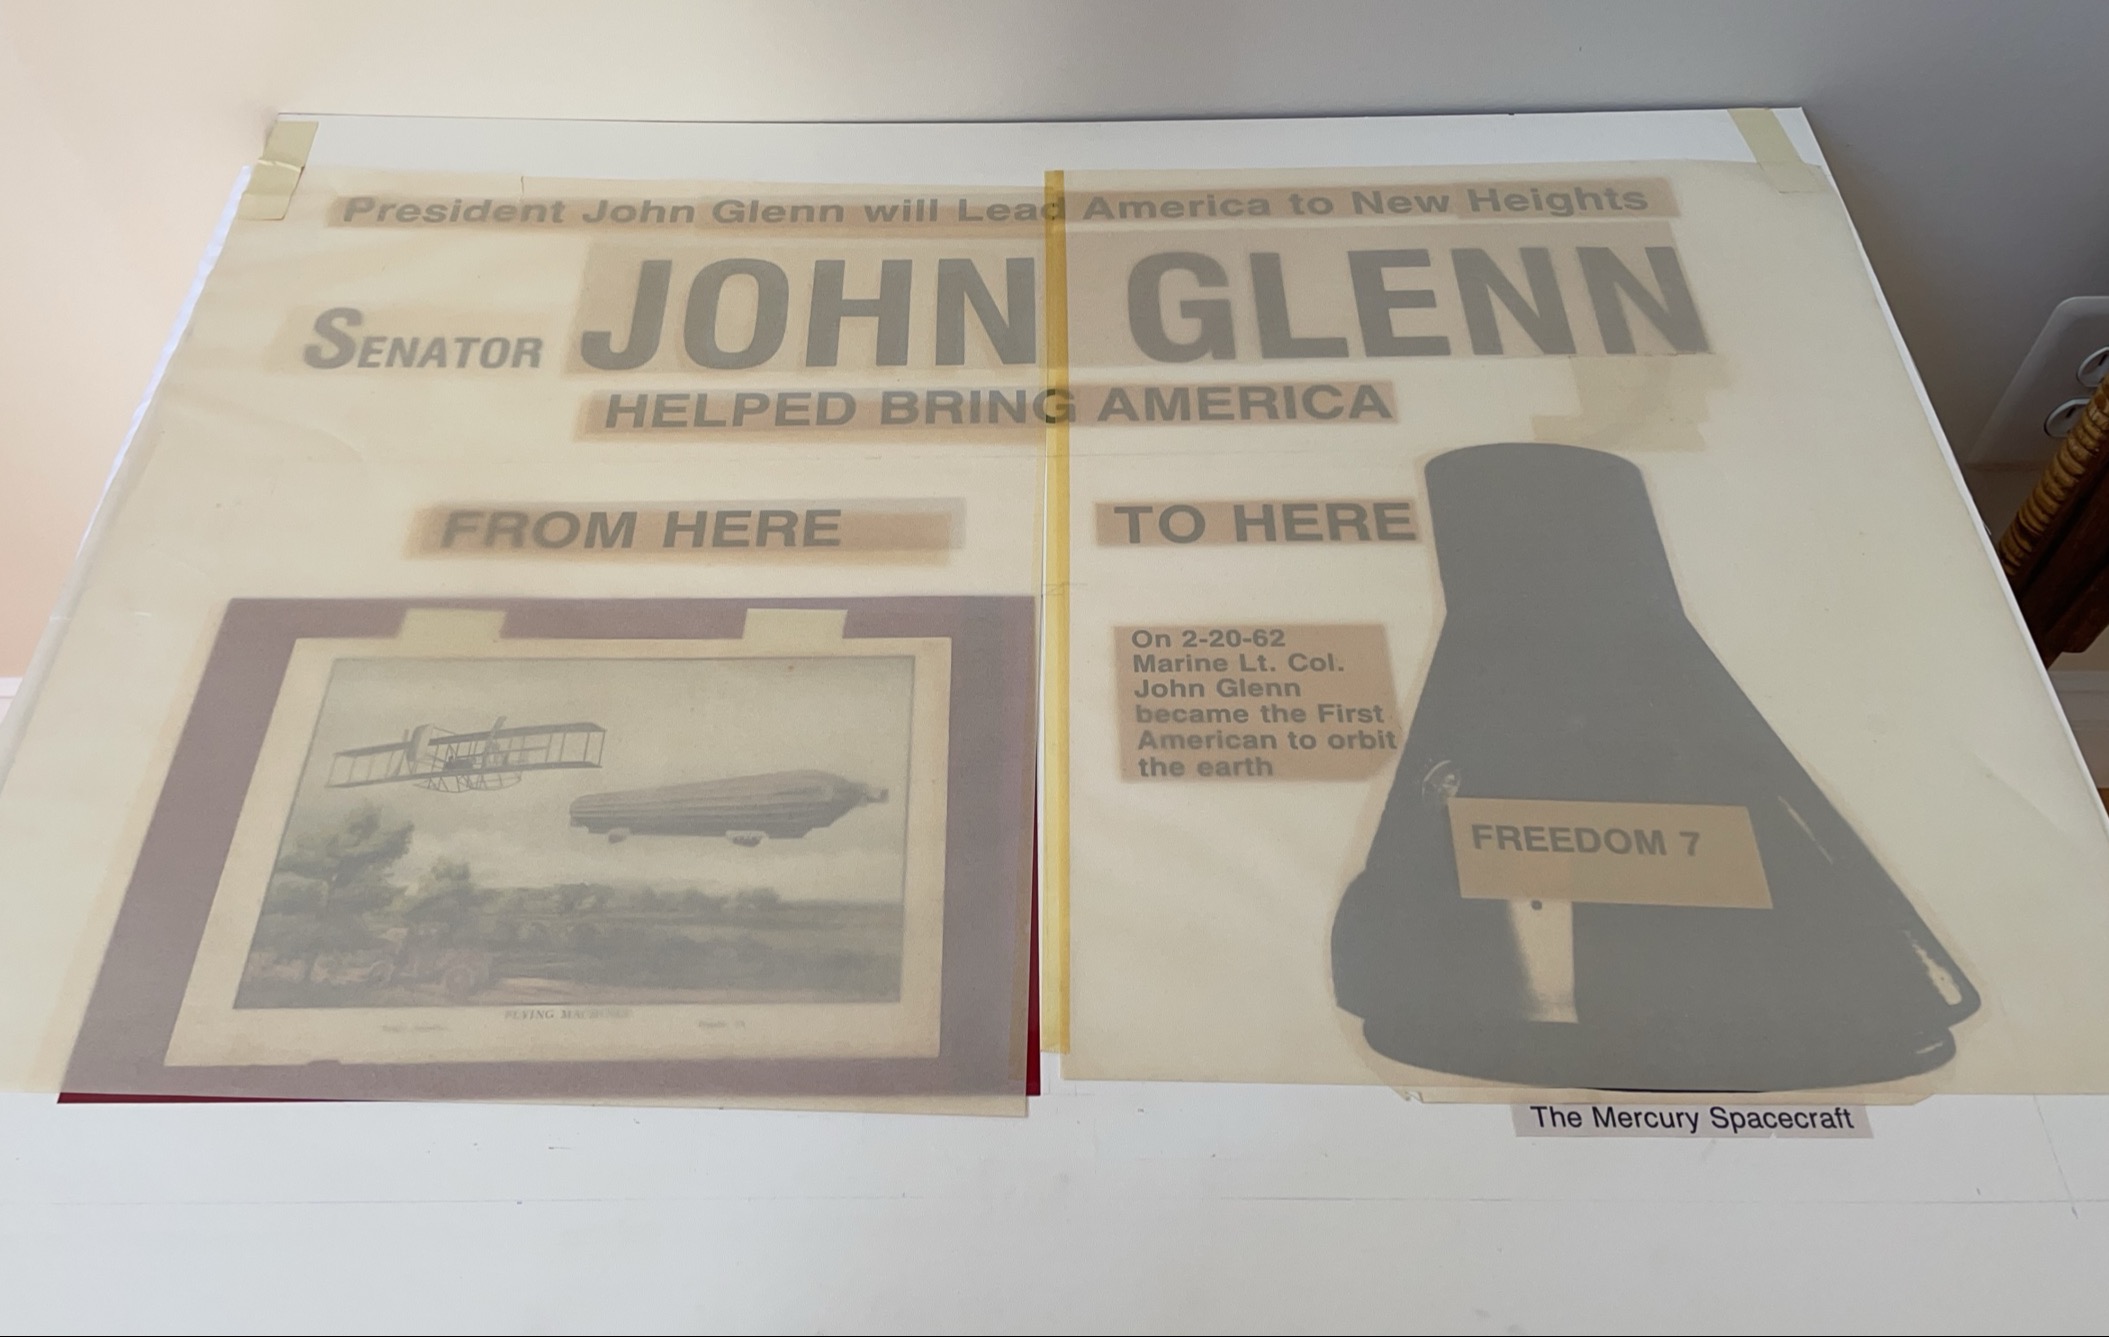 President John Glenn will Lead America to New Heights
SENATOR JOHN GLENN
HELPED BRING AMERICA
FROM HERE
TO HERE
On 2-20-62
Marine Lt. Col.
John Glenn
became the First
American to orbit
the earth
FREEDOM 7
FLYING MACHINES
The Mercury Spacecraft